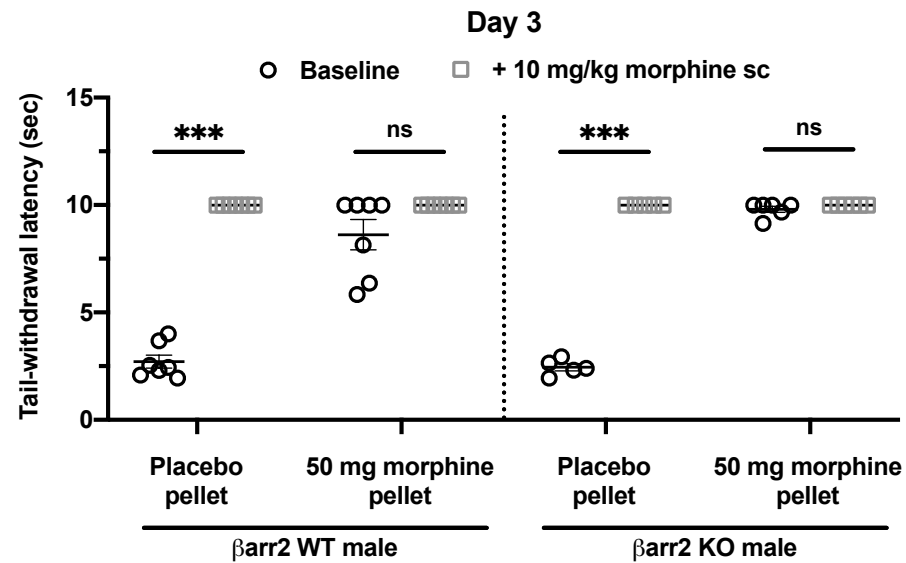 Day 3
Baseline
+ 10 mg/kg morphine sc
Tail-withdrawal latency (sec)
15
10
5
0
***
ns
***
ns
Placebo pellet
50 mg morphine pellet
Placebo pellet
50 mg morphine pellet
βarr2 WT male
βarr2 KO male